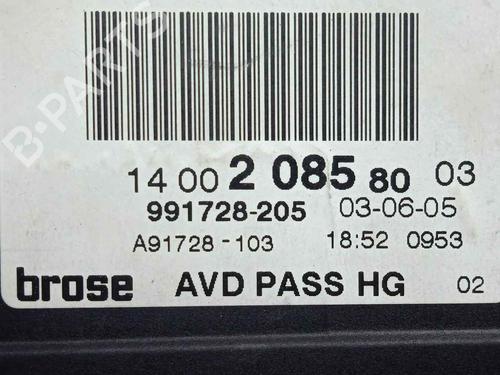 B-PARTS
14 00 2 085 80 03
991728-205 03-06-05
A91728-103 18:52 0953
brose AVD PASS HG 02